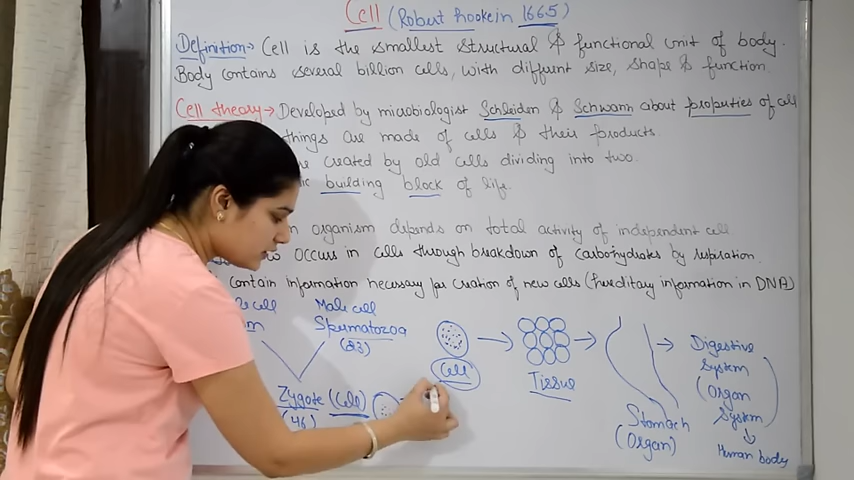 Cell (Robert Hooke in 1665)
Definition→ Cell is the smallest structural & functional unit of body.
Body contains several billion cells, with diffrunt size, shape & function.
Cell theory→ Developed by microbiologist Schleiden & Schwann about properties of cell
things are made of cells & their products.
created by old cells dividing into two.
building block of life.
organism depends on total activity of independent cell.
occurs in cells through breakdown of carbohydrates by respiration.
contain information necessary for creation of new cells (hereditary information in DNA)
cell
Male cell
Spermatozoa
(23)
Zygote (Cell)
(46)
Cell
Tissue
Stomach
(Organ)
Digestive
System
(Organ
System)
Human body